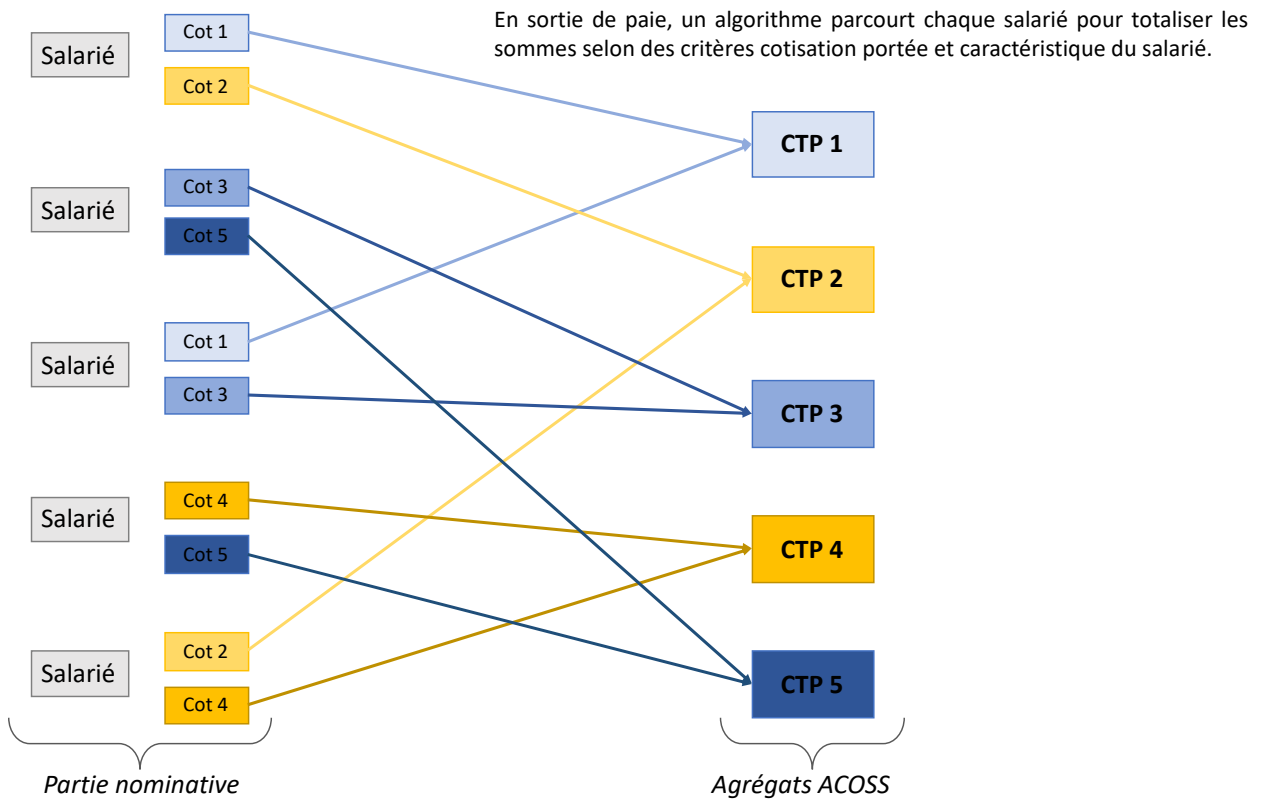 En sortie de paie, un algorithme parcourt chaque salarié pour totaliser les
sommes selon des critères cotisation portée et caractéristique du salarié.
Salarié
Cot 1
Cot 2
Salarié
Cot 3
Cot 5
Salarié
Cot 1
Cot 3
Salarié
Cot 4
Cot 5
Salarié
Cot 2
Cot 4
CTP 1
CTP 2
CTP 3
CTP 4
CTP 5
Partie nominative
Agrégats ACOSS